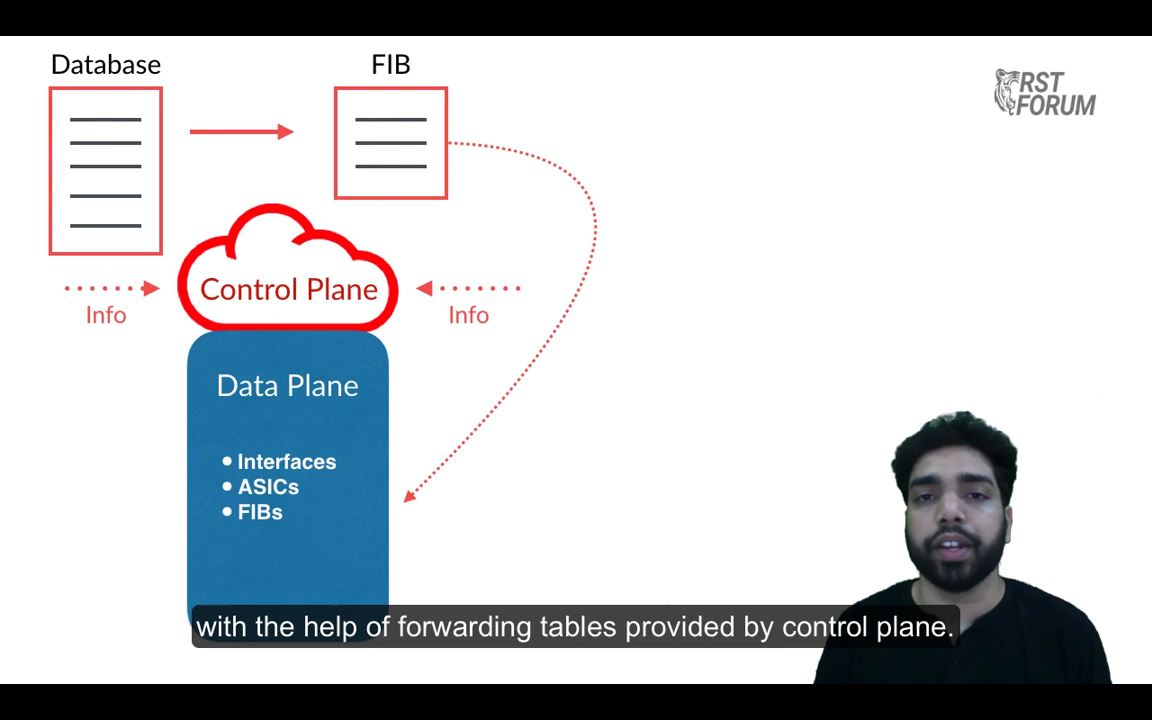 Database
FIB
RST
FORUM
Control Plane
Info
Info
Data Plane
• Interfaces
• ASICs
• FIBs
with the help of forwarding tables provided by control plane.